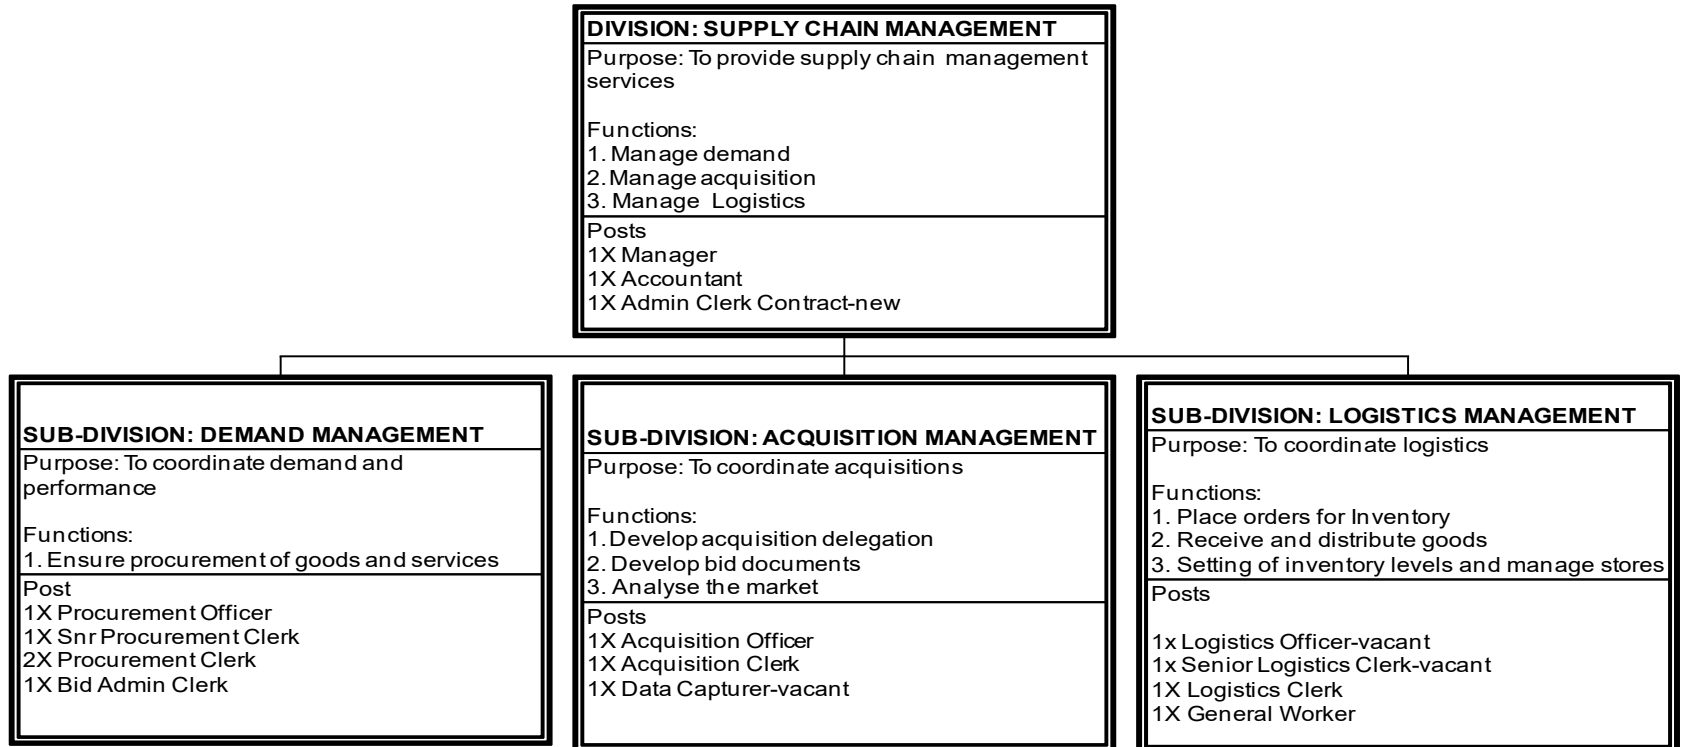 DIVISION: SUPPLY CHAIN MANAGEMENT
Purpose: To provide supply chain management
services
Functions:
1. Manage demand
2. Manage acquisition
3. Manage Logistics
Posts
1X Manager
1X Accountant
1X Admin Clerk Contract-new
SUB-DIVISION: DEMAND MANAGEMENT
Purpose: To coordinate demand and
performance
Functions:
1. Ensure procurement of goods and services
Post
1X Procurement Officer
1X Snr Procurement Clerk
2X Procurement Clerk
1X Bid Admin Clerk
SUB-DIVISION: ACQUISITION MANAGEMENT
Purpose: To coordinate acquisitions
Functions:
1. Develop acquisition delegation
2. Develop bid documents
3. Analyse the market
Posts
1X Acquisition Officer
1X Acquisition Clerk
1X Data Capturer-vacant
SUB-DIVISION: LOGISTICS MANAGEMENT
Purpose: To coordinate logistics
Functions:
1. Place orders for Inventory
2. Receive and distribute goods
3. Setting of inventory levels and manage stores
Posts
1x Logistics Officer-vacant
1x Senior Logistics Clerk-vacant
1X Logistics Clerk
1X General Worker